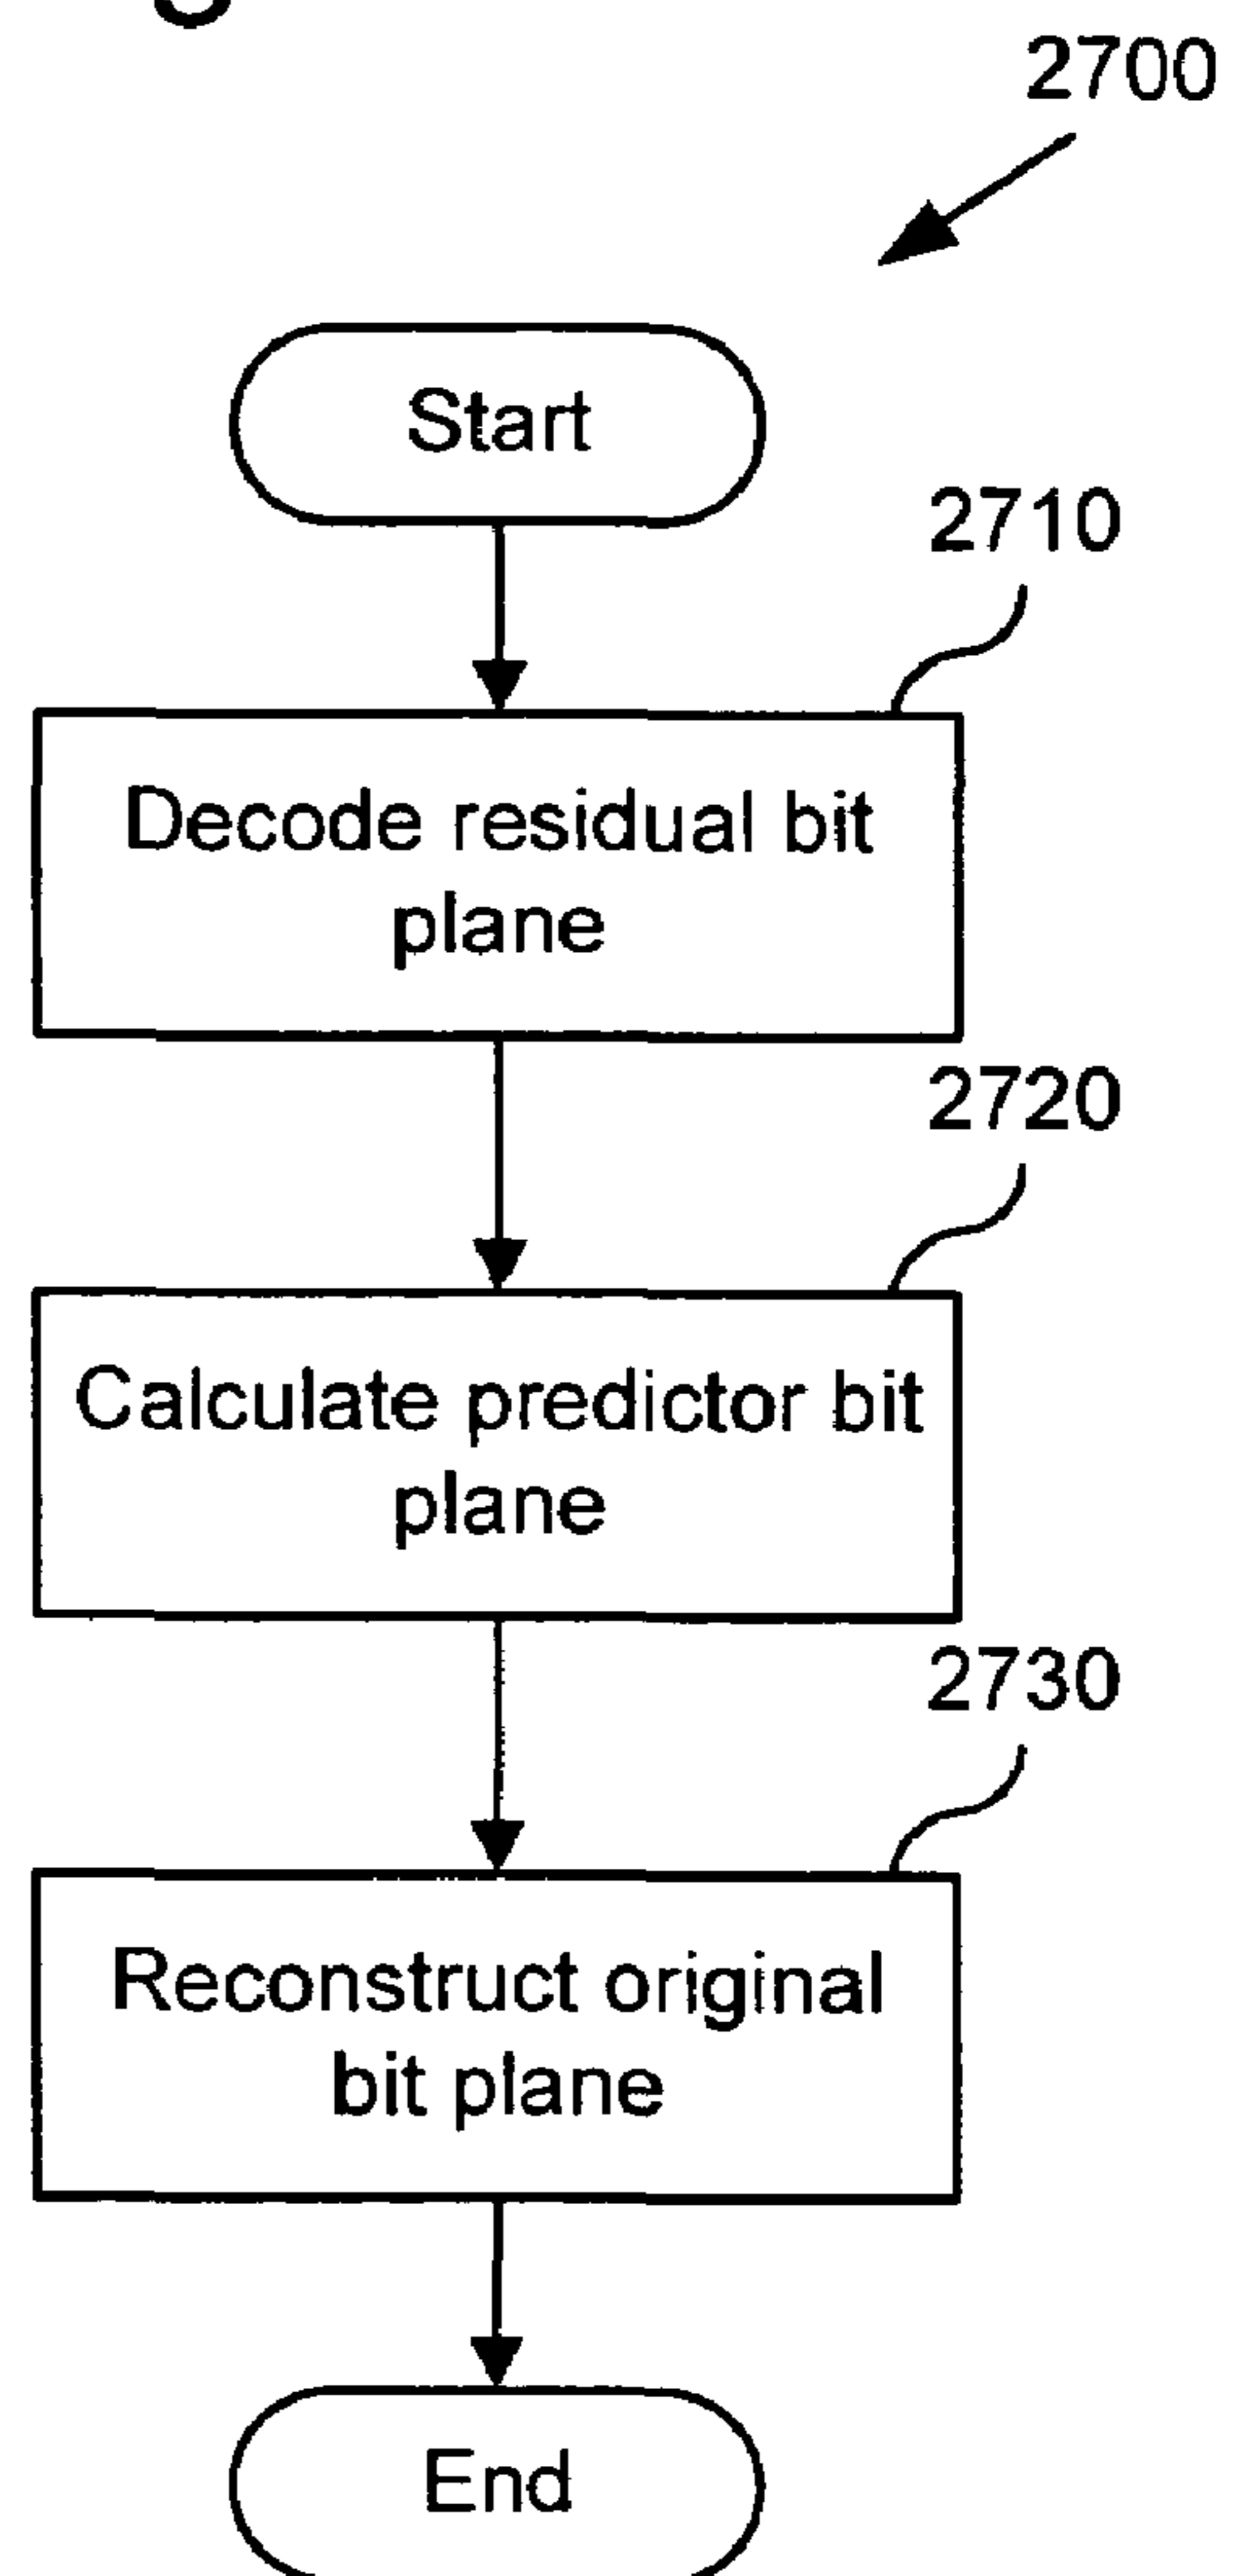 2700
Start
2710
Decode residual bit
plane
2720
Calculate predictor bit
plane
2730
Reconstruct original
bit plane
End